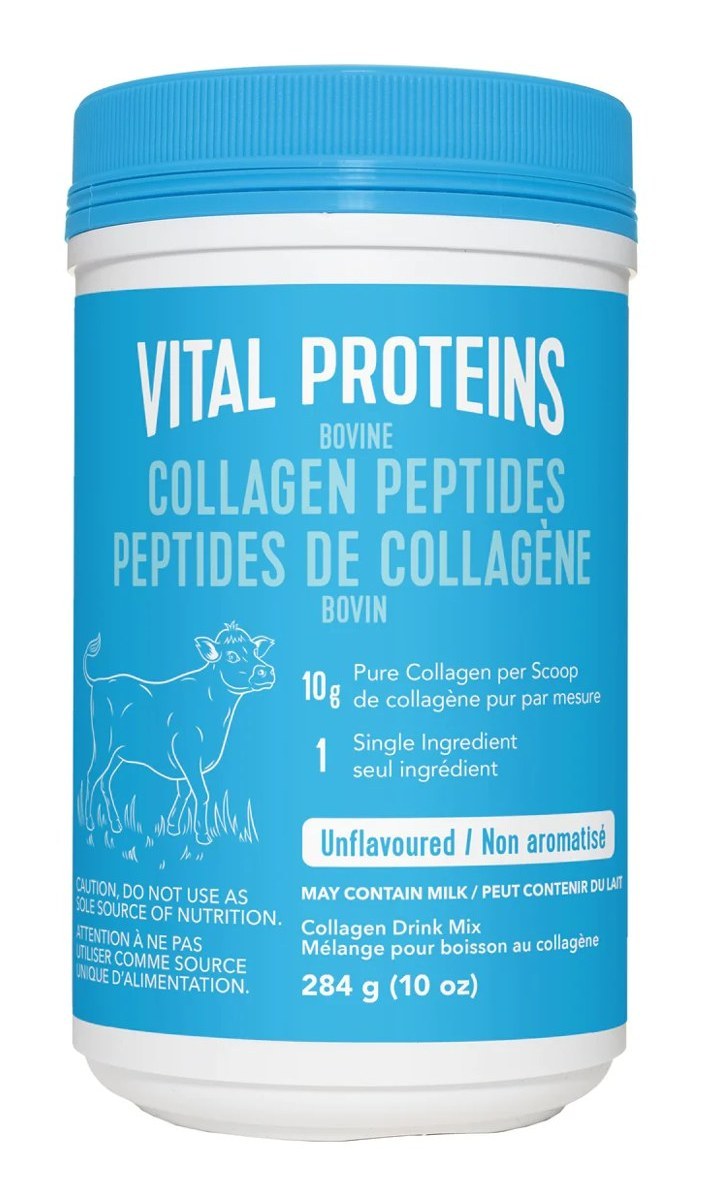 VITAL PROTEINS
BOVINE
COLLAGEN PEPTIDES
PEPTIDES DE COLLAGÈNE
BOVIN
10g
Pure Collagen per Scoop
de collagène pur par mesure
1
Single Ingredient
seul ingrédient
Unflavoured / Non aromatisé
CAUTION, DO NOT USE AS
SOLE SOURCE OF NUTRITION.
ATTENTION À NE PAS
UTILISER COMME SOURCE
UNIQUE D'ALIMENTATION.
MAY CONTAIN MILK / PEUT CONTENIR DU LAIT
Collagen Drink Mix
Mélange pour boisson au collagène
284 g (10 oz)